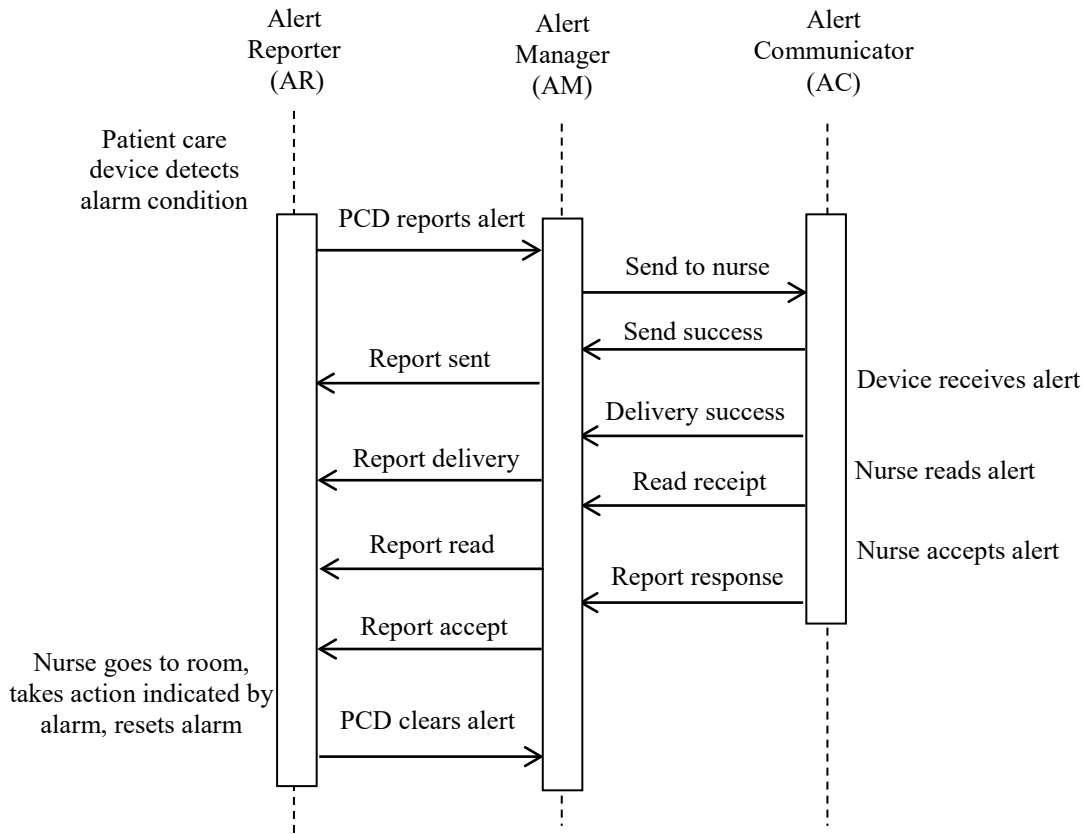 Alert
Reporter
(AR)
Alert
Manager
(AM)
Alert
Communicator
(AC)
Patient care
device detects
alarm condition
PCD reports alert
Send to nurse
Send success
Report sent
Device receives alert
Delivery success
Report delivery
Nurse reads alert
Read receipt
Report read
Nurse accepts alert
Report response
Report accept
Nurse goes to room,
takes action indicated by
alarm, resets alarm
PCD clears alert